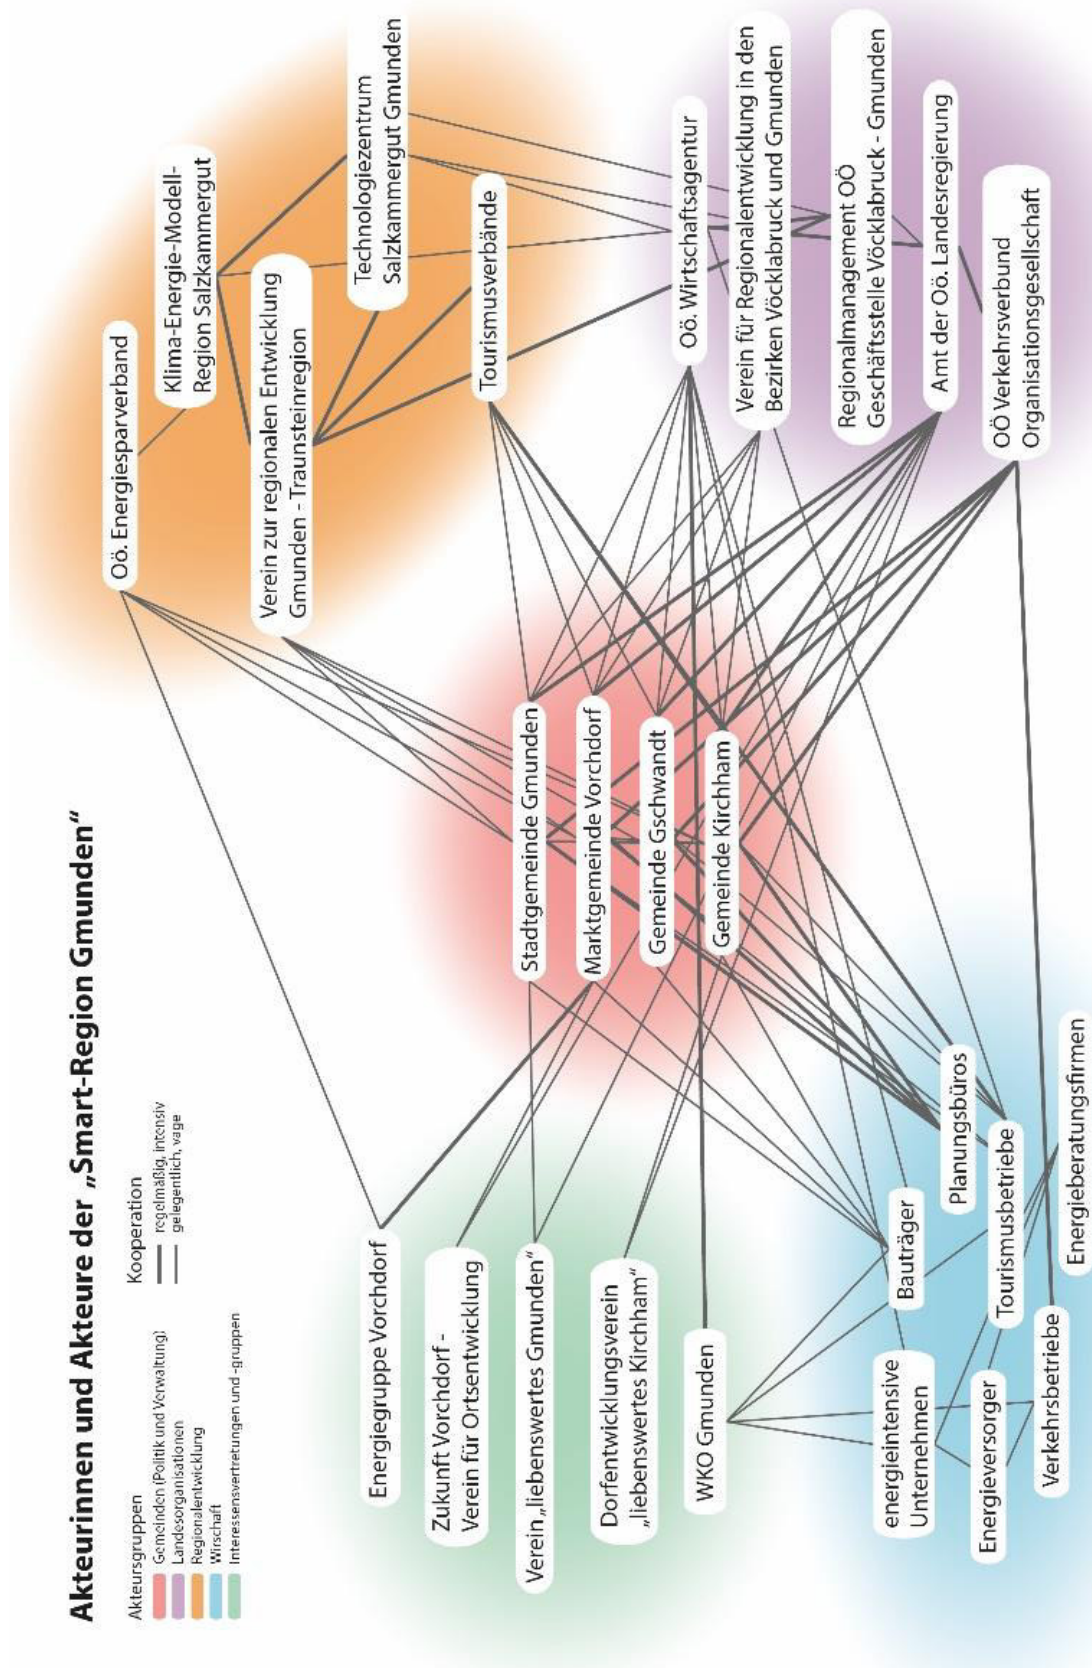 Akteurinnen und Akteure der „Smart-Region Gmunden“
Akteursgruppen
Gemeinden (Politik und Verwaltung)
Landesorganisationen
Regionalentwicklung
Wirschaft
Interessensvertretungen und -gruppen
Kooperation
regelmäßig, intensiv
gelegentlich, vage
Oö. Energiesparverband
Klima-Energie-Modell-
Region Salzkammergut
Verein zur regionalen Entwicklung
Gmunden - Traunsteinregion
Technologiezentrum
Salzkammergut Gmunden
Tourismusverbände
Energiegruppe Vorchdorf
Zukunft Vorchdorf -
Verein für Ortsentwicklung
Verein „liebenswertes Gmunden“
Dorfentwicklungsverein
„liebenswertes Kirchham“
WKO Gmunden
Stadtgemeinde Gmunden
Marktgemeinde Vorchdorf
Gemeinde Gschwandt
Gemeinde Kirchham
Oö. Wirtschaftsagentur
Verein für Regionalentwicklung in den
Bezirken Vöcklabruck und Gmunden
Regionalmanagement OÖ
Geschäftsstelle Vöcklabruck - Gmunden
Amt der Oö. Landesregierung
OÖ Verkehrsverbund
Organisationsgesellschaft
energieintensive
Unternehmen
Bauträger
Planungsbüros
Energieversorger
Tourismusbetriebe
Verkehrsbetriebe
Energieberatungsfirmen